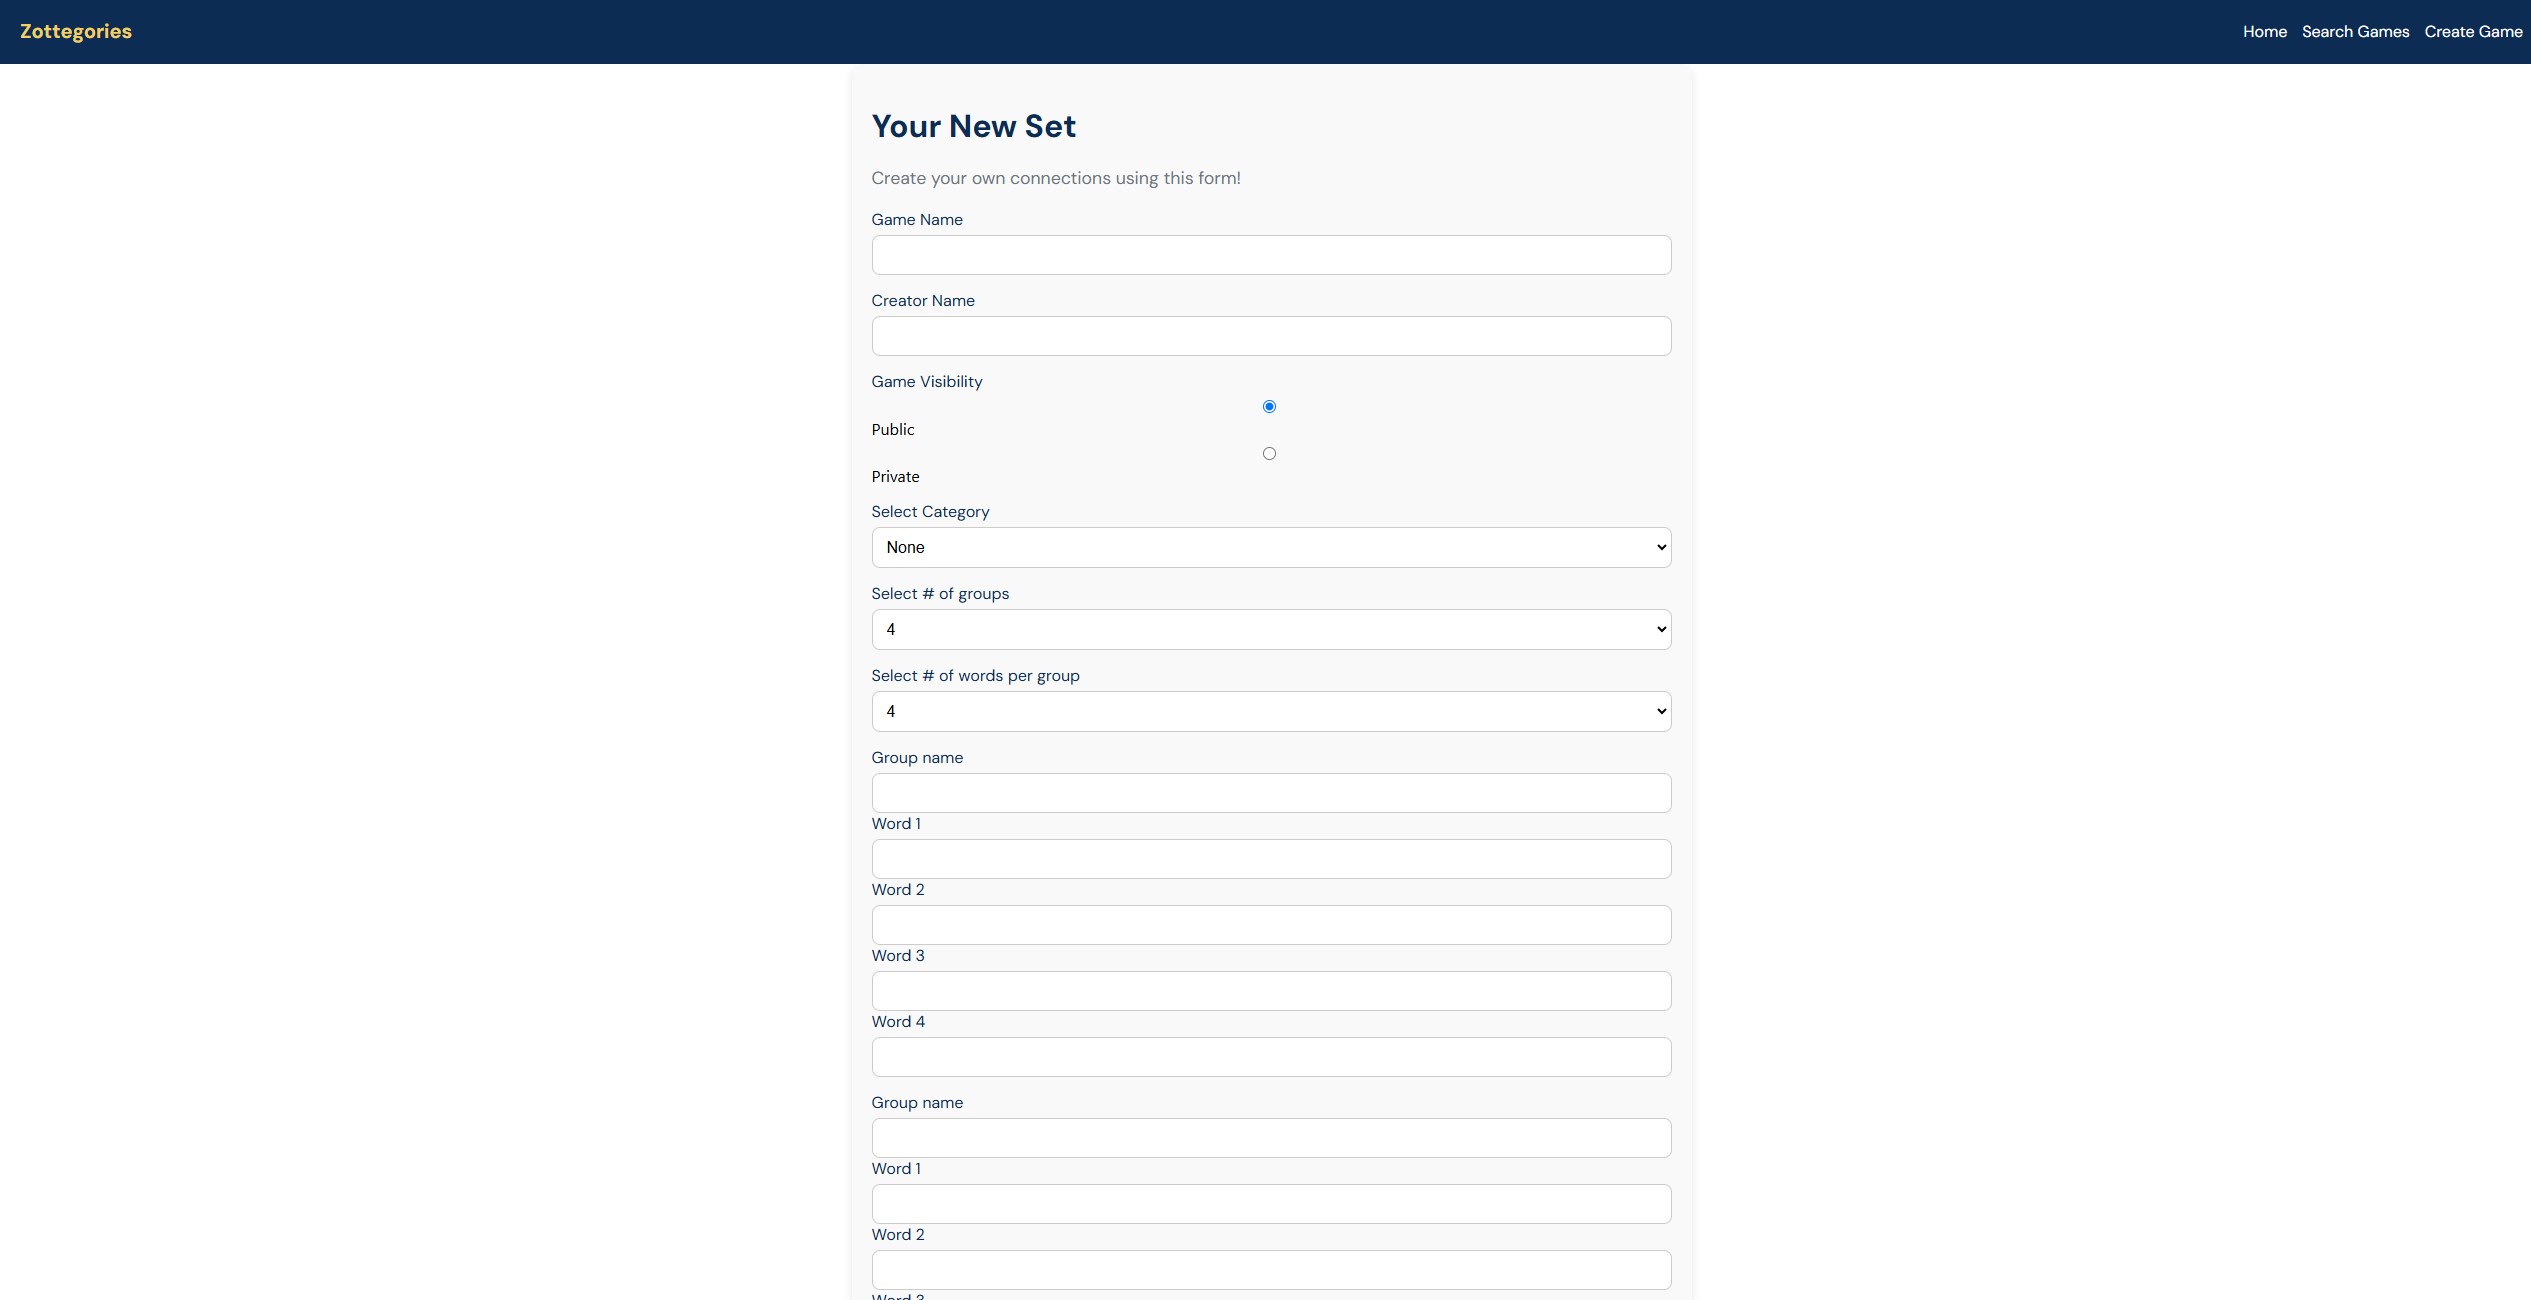 Zottegories
Home Search Games Create Game
Your New Set
Create your own connections using this form!
Game Name
Creator Name
Game Visibility
Public
Private
Select Category
None
Select # of groups
4
Select # of words per group
4
Group name
Word 1
Word 2
Word 3
Word 4
Group name
Word 1
Word 2
Word 3